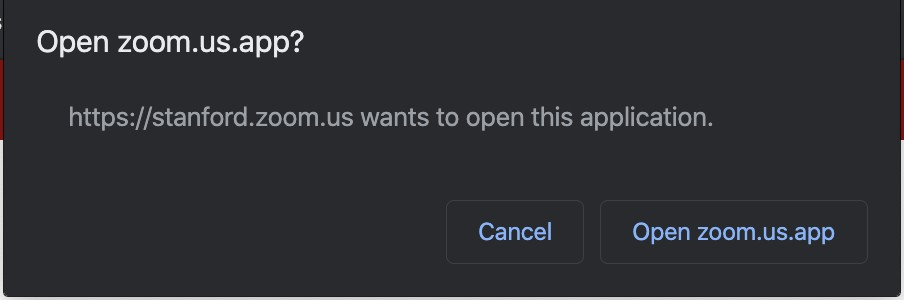 Open zoom.us.app?
https://stanford.zoom.us wants to open this application.
Cancel
Open zoom.us.app